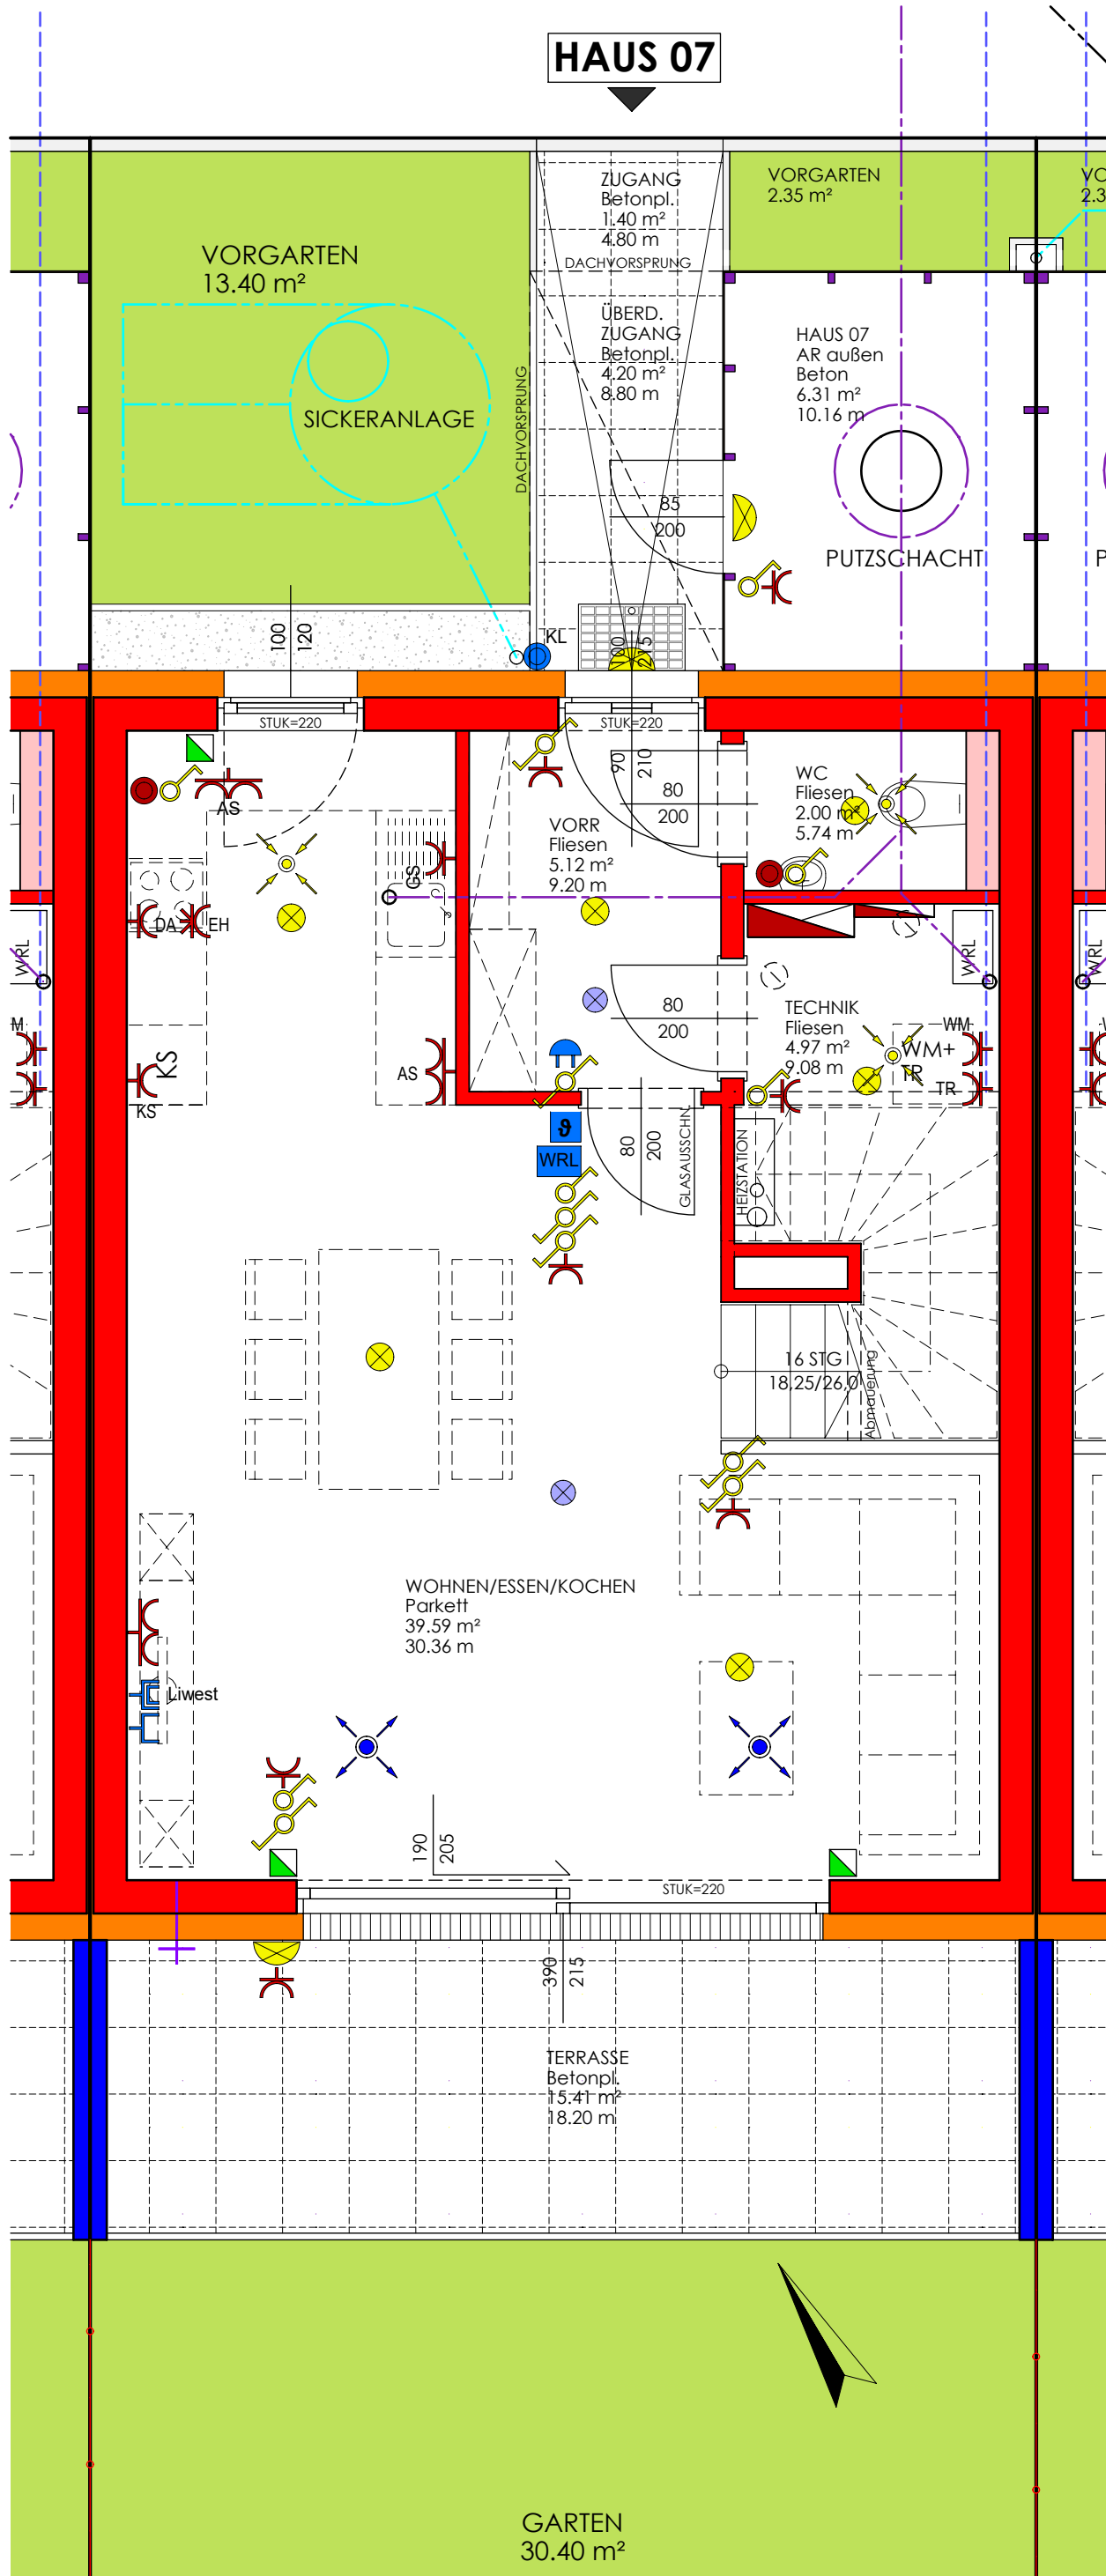 HAUS 07
ZUGANG
Betonpl.
1.40 m²
4.80 m
VORGARTEN
2.35 m²
VO
2.3
VORGARTEN
13.40 m²
DACHVORSPRUNG
ÜBERD.
ZUGANG
Betonpl.
4.20 m²
8.80 m
HAUS 07
AR außen
Beton
6.31 m²
10.16 m
DACHVORSPRUNG
SICKERANLAGE
85
200
PUTZSCHACHT
P
100
120
KL
215
STUK=220
STUK=220
AS
90
210
80
200
WC
Fliesen
2.00 m²
5.74 m
VORR
Fliesen
5.12 m²
9.20 m
GS
DA
EH
WRL
WRL
WRL
80
200
TECHNIK
Fliesen
4.97 m²
9.08 m
M
WM
WM+
TR
TR
KS
KS
AS
ϑ
WRL
80
200
GLASAUSSCHN.
HEIZSTATION
16 STG
18,25/26,0
Abmauerung
WOHNEN/ESSEN/KOCHEN
Parkett
39.59 m²
30.36 m
Liwest
190
205
STUK=220
390
215
TERRASSE
Betonpl.
15.41 m²
18.20 m
GARTEN
30.40 m²